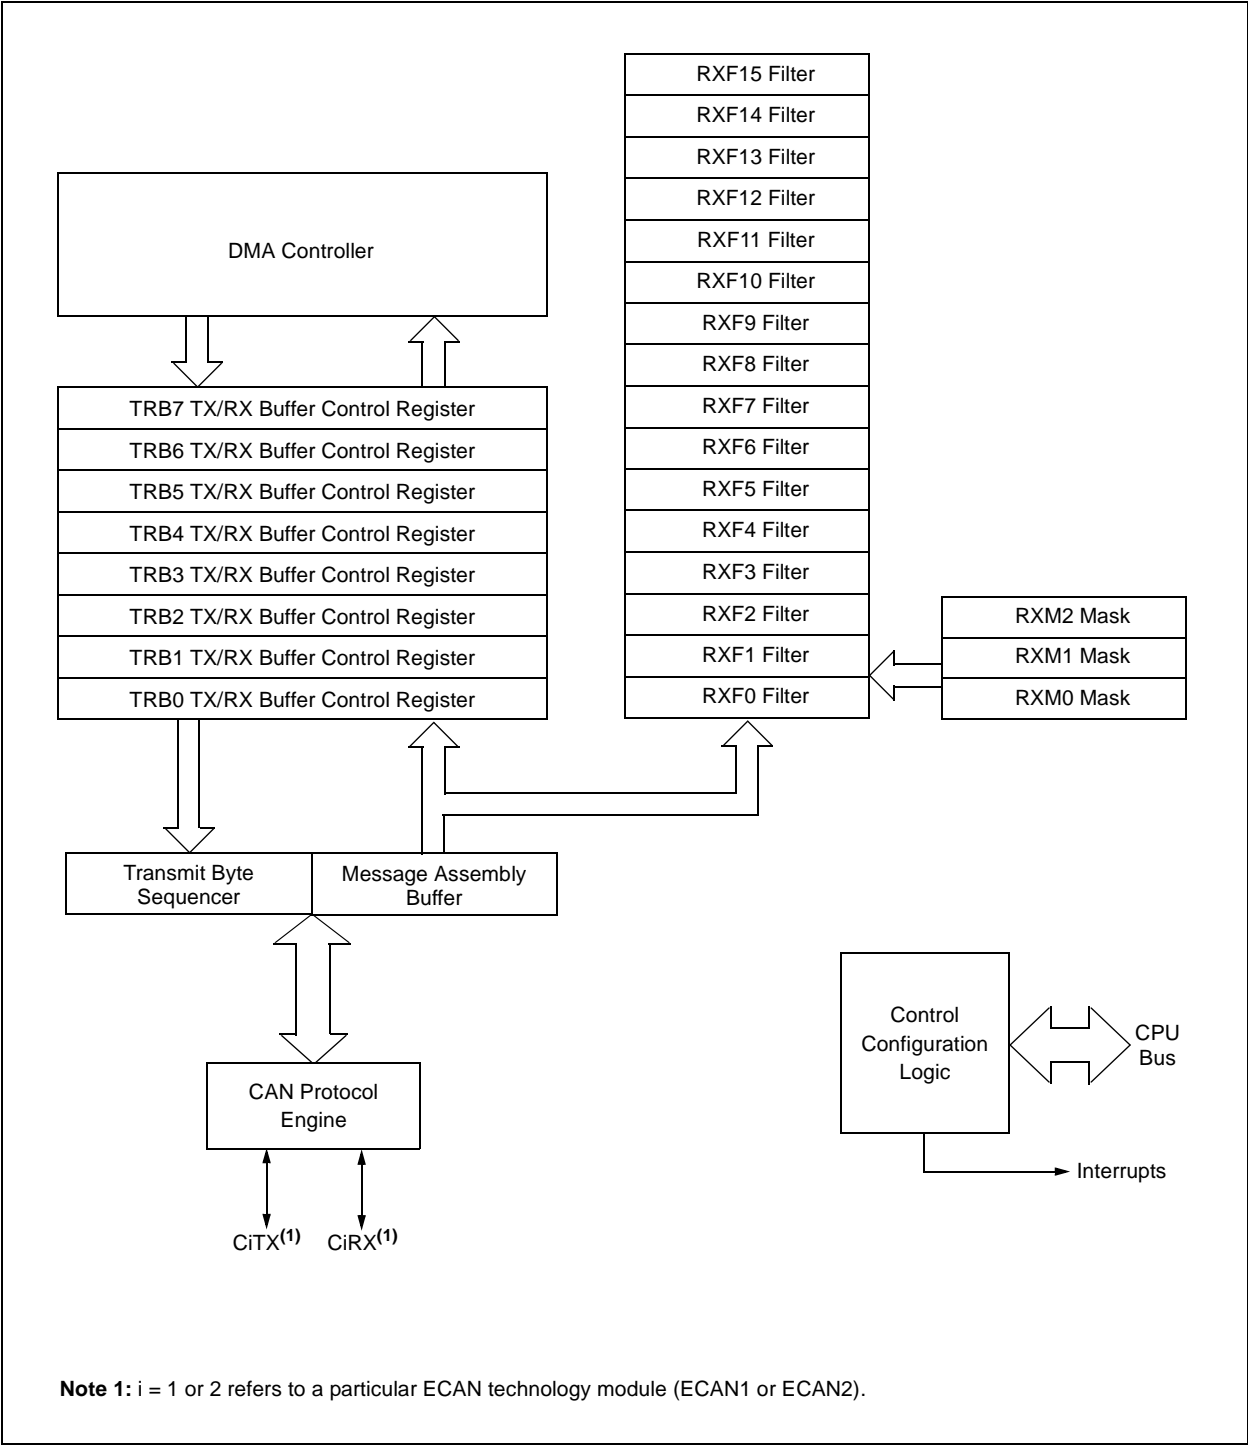 RXF15 Filter
RXF14 Filter
RXF13 Filter
RXF12 Filter
RXF11 Filter
RXF10 Filter
RXF9 Filter
RXF8 Filter
RXF7 Filter
RXF6 Filter
RXF5 Filter
RXF4 Filter
RXF3 Filter
RXF2 Filter
RXF1 Filter
RXF0 Filter
DMA Controller
TRB7 TX/RX Buffer Control Register
TRB6 TX/RX Buffer Control Register
TRB5 TX/RX Buffer Control Register
TRB4 TX/RX Buffer Control Register
TRB3 TX/RX Buffer Control Register
TRB2 TX/RX Buffer Control Register
TRB1 TX/RX Buffer Control Register
TRB0 TX/RX Buffer Control Register
RXM2 Mask
RXM1 Mask
RXM0 Mask
Transmit Byte
Sequencer
Message Assembly
Buffer
CAN Protocol
Engine
CiTX(1)
CiRX(1)
Control
Configuration
Logic
CPU
Bus
Interrupts
Note 1: i = 1 or 2 refers to a particular ECAN technology module (ECAN1 or ECAN2).